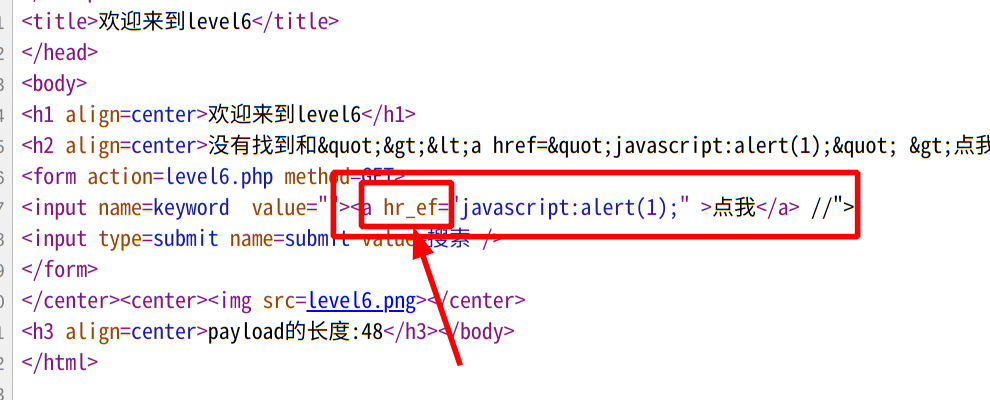 <title>欢迎来到level6</title>
</head>
<body>
<h1 align=center>欢迎来到level6</h1>
<h2 align=center>没有找到和&quot;&gt;&lt;a href=&quot;javascript:alert(1);&quot; &gt;点我
<form action=level6.php method=GET>
<input name=keyword  value=""><a hr_ef="javascript:alert(1);" >点我</a> //">
<input type=submit name=submit value=搜索 />
</form>
</center><center><img src=level6.png></center>
<h3 align=center>payload的长度:48</h3></body>
</html>